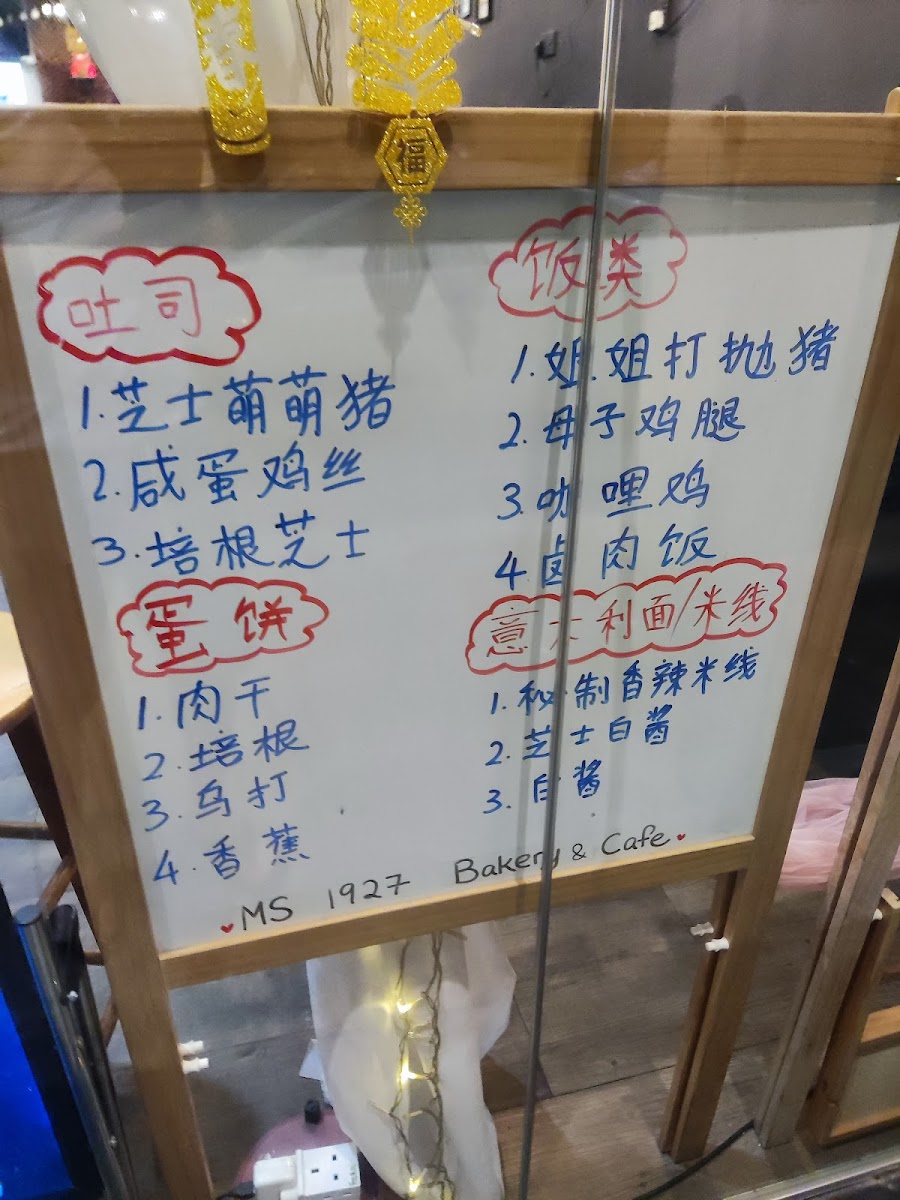 福
吐司
1.芝士萌萌猪
2.咸蛋鸡丝
3.培根芝士
蛋饼
1.肉干
2.培根
3.乌打
4.香蕉
饭类
1.姐姐打抛猪
2.母子鸡腿
3.咖哩鸡
4卤肉饭
意大利面/米线
1.秘制香辣米线
2.芝士白酱
3.白酱
MS 1927 Bakery & Cafe